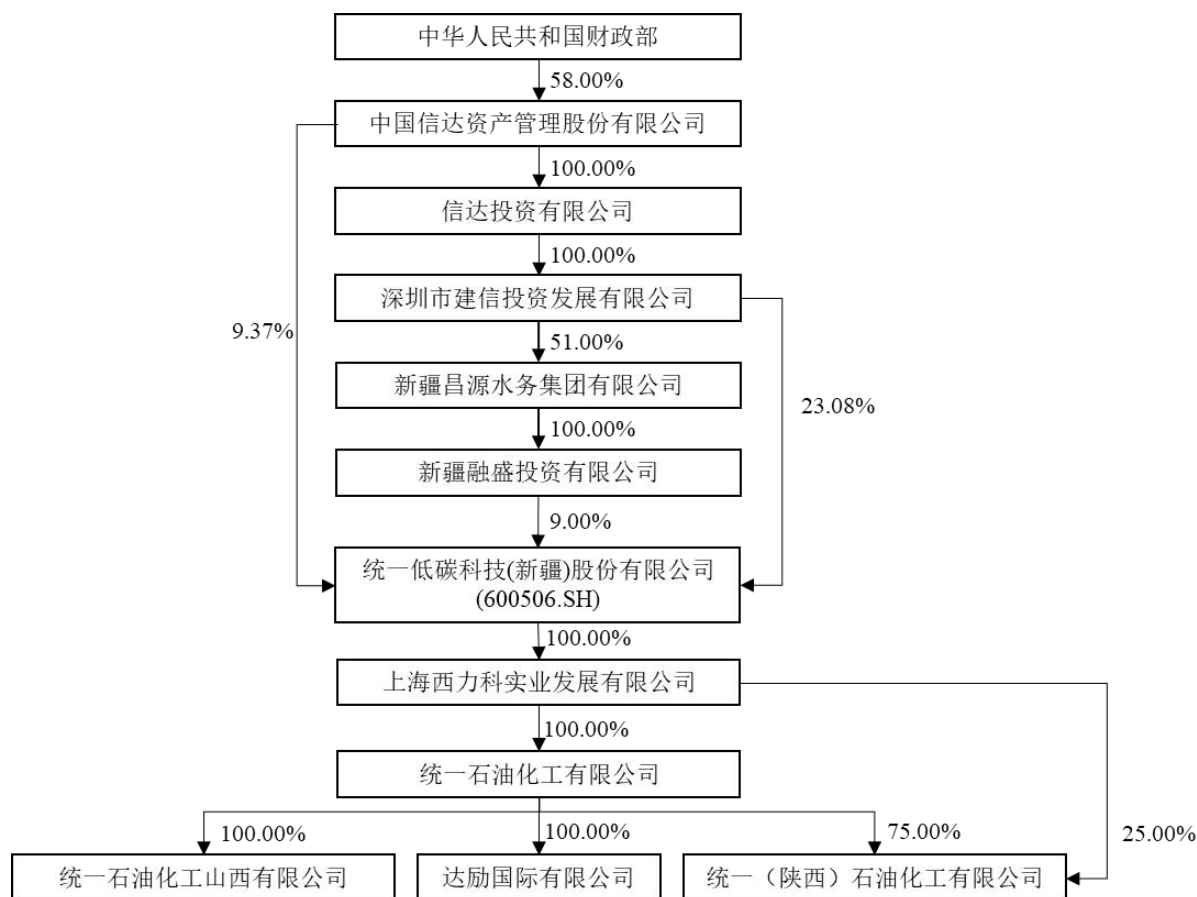 中华人民共和国财政部
58.00%
中国信达资产管理股份有限公司
100.00%
信达投资有限公司
100.00%
深圳市建信投资发展有限公司
9.37%
51.00%
新疆昌源水务集团有限公司
23.08%
100.00%
新疆融盛投资有限公司
9.00%
统一低碳科技(新疆)股份有限公司
(600506.SH)
100.00%
上海西力科实业发展有限公司
100.00%
统一石油化工有限公司
100.00%
100.00%
75.00%
25.00%
统一石油化工山西有限公司
达励国际有限公司
统一（陕西）石油化工有限公司